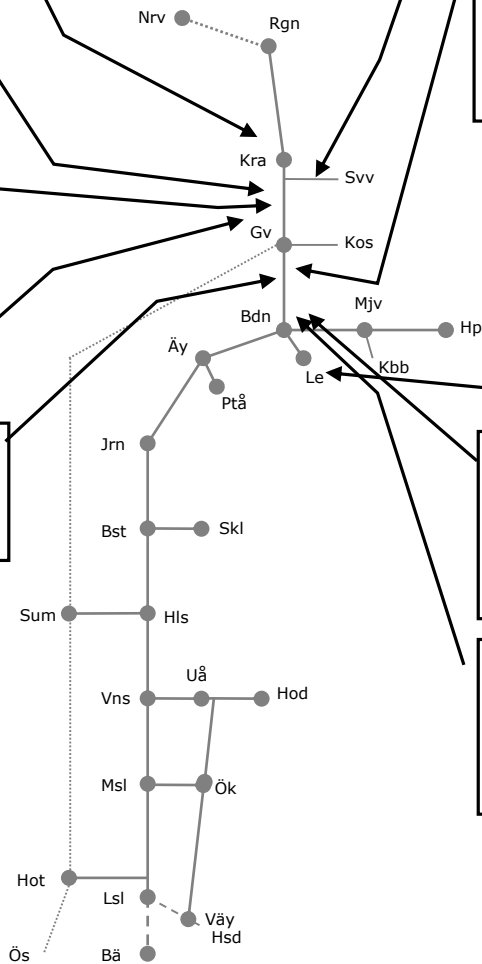 Nrv
Rgn
Kra
Svv
Gv
Kos
Mjv
Bdn
Hp
Äy
Kbb
Le
Ptå
Jrn
Bst
Skl
Sum
Hls
Uå
Vns
Hod
Msl
Ök
Hot
Lsl
Väy
Hsd
Ös
Bä